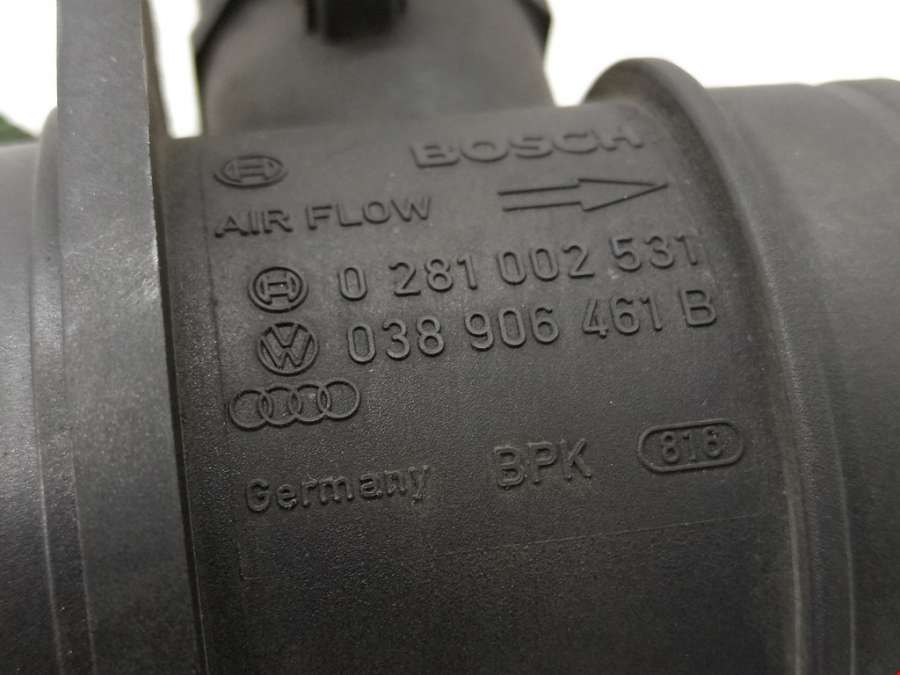 BOSCH
AIR FLOW
0 281 002 531
038 906 461 B
Germany BPK 816